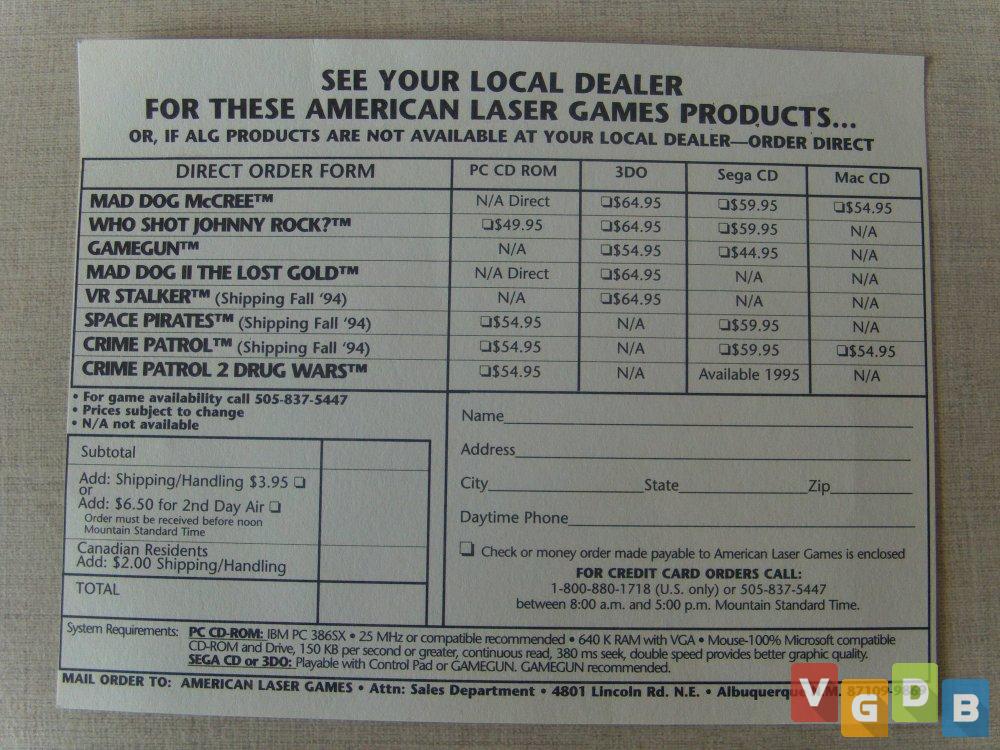 SEE YOUR LOCAL DEALER
FOR THESE AMERICAN LASER GAMES PRODUCTS...
OR, IF ALG PRODUCTS ARE NOT AVAILABLE AT YOUR LOCAL DEALER—ORDER DIRECT
DIRECT ORDER FORM PC CD ROM 3DO Sega CD Mac CD
MAD DOG McCREE™ N/A Direct ❏$64.95 ❏$59.95 ❏$54.95
WHO SHOT JOHNNY ROCK?™ ❏$49.95 ❏$64.95 ❏$59.95 N/A
GAMEGUN™ N/A ❏$54.95 ❏$44.95 N/A
MAD DOG II THE LOST GOLD™ N/A Direct ❏$64.95 N/A N/A
VR STALKER™ (Shipping Fall '94) N/A ❏$64.95 N/A N/A
SPACE PIRATES™ (Shipping Fall '94) ❏$54.95 N/A ❏$59.95 N/A
CRIME PATROL™ (Shipping Fall '94) ❏$54.95 N/A ❏$59.95 ❏$54.95
CRIME PATROL 2 DRUG WARS™ ❏$54.95 N/A Available 1995 N/A
• For game availability call 505-837-5447
• Prices subject to change
• N/A not available
Subtotal
Add: Shipping/Handling $3.95 ❏
or
Add: $6.50 for 2nd Day Air ❏
Order must be received before noon
Mountain Standard Time
Canadian Residents
Add: $2.00 Shipping/Handling
TOTAL
Name
Address
City State Zip
Daytime Phone
❏ Check or money order made payable to American Laser Games is enclosed
FOR CREDIT CARD ORDERS CALL:
1-800-880-1718 (U.S. only) or 505-837-5447
between 8:00 a.m. and 5:00 p.m. Mountain Standard Time.
System Requirements: PC CD-ROM: IBM PC 386SX • 25 MHz or compatible recommended • 640 K RAM with VGA • Mouse-100% Microsoft compatible
CD-ROM and Drive, 150 KB per second or greater, continuous read, 380 ms seek, double speed provides better graphic quality.
SEGA CD or 3DO: Playable with Control Pad or GAMEGUN. GAMEGUN recommended.
MAIL ORDER TO: AMERICAN LASER GAMES • Attn: Sales Department • 4801 Lincoln Rd. N.E. • Albuquerque
VGDB